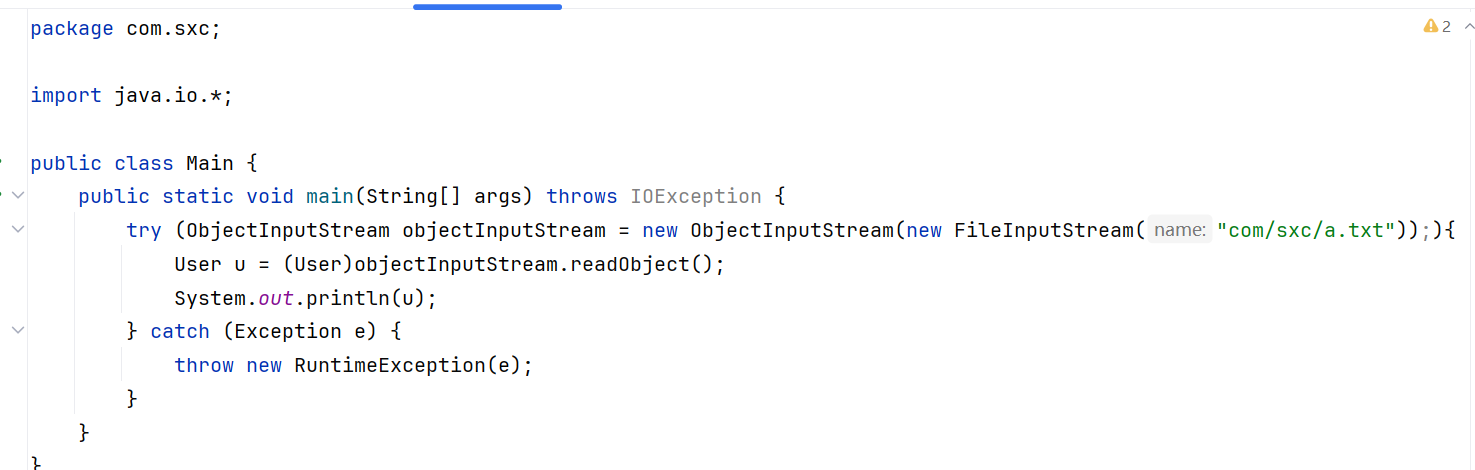 package com.sxc;
2
import java.io.*;
public class Main {
public static void main(String[] args) throws IOException {
try (ObjectInputStream objectInputStream = new ObjectInputStream(new FileInputStream( name: "com/sxc/a.txt"));){
User u = (User)objectInputStream.readObject();
System.out.println(u);
} catch (Exception e) {
throw new RuntimeException(e);
}
}
}